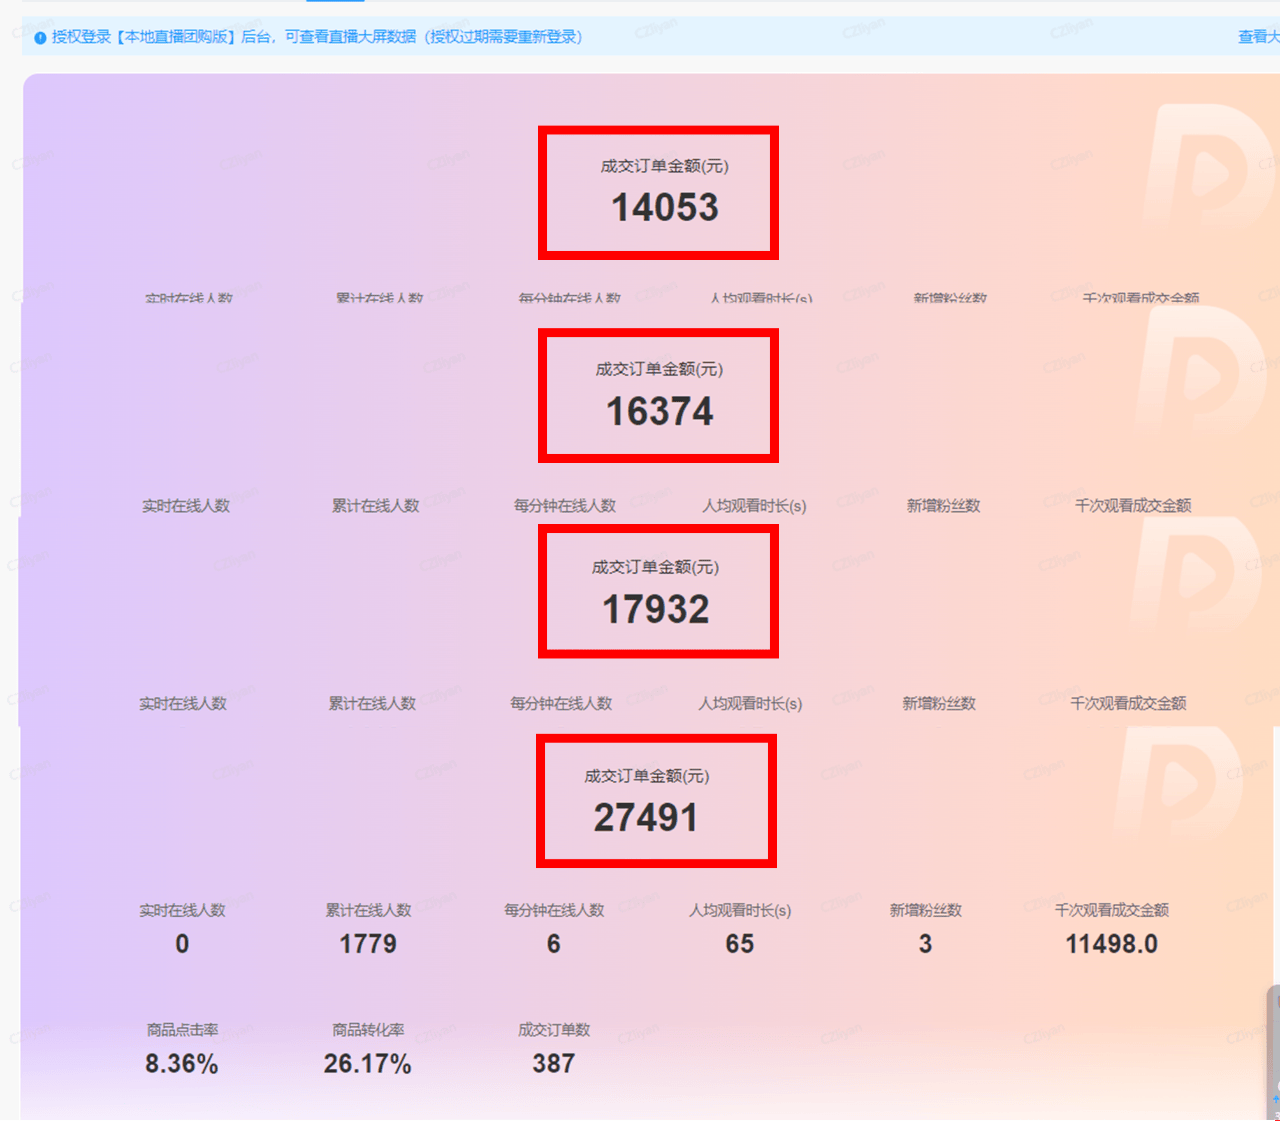 授权登录【本地直播团购版】后台，可查看直播大屏数据（授权过期需要重新登录） 查看大
成交订单金额(元)
14053
实时在线人数 累计在线人数 每分钟在线人数 人均观看时长(s) 新增粉丝数 千次观看成交金额
成交订单金额(元)
16374
实时在线人数 累计在线人数 每分钟在线人数 人均观看时长(s) 新增粉丝数 千次观看成交金额
成交订单金额(元)
17932
实时在线人数 累计在线人数 每分钟在线人数 人均观看时长(s) 新增粉丝数 千次观看成交金额
成交订单金额(元)
27491
实时在线人数 累计在线人数 每分钟在线人数 人均观看时长(s) 新增粉丝数 千次观看成交金额
0 1779 6 65 3 11498.0
商品点击率 商品转化率 成交订单数
8.36% 26.17% 387